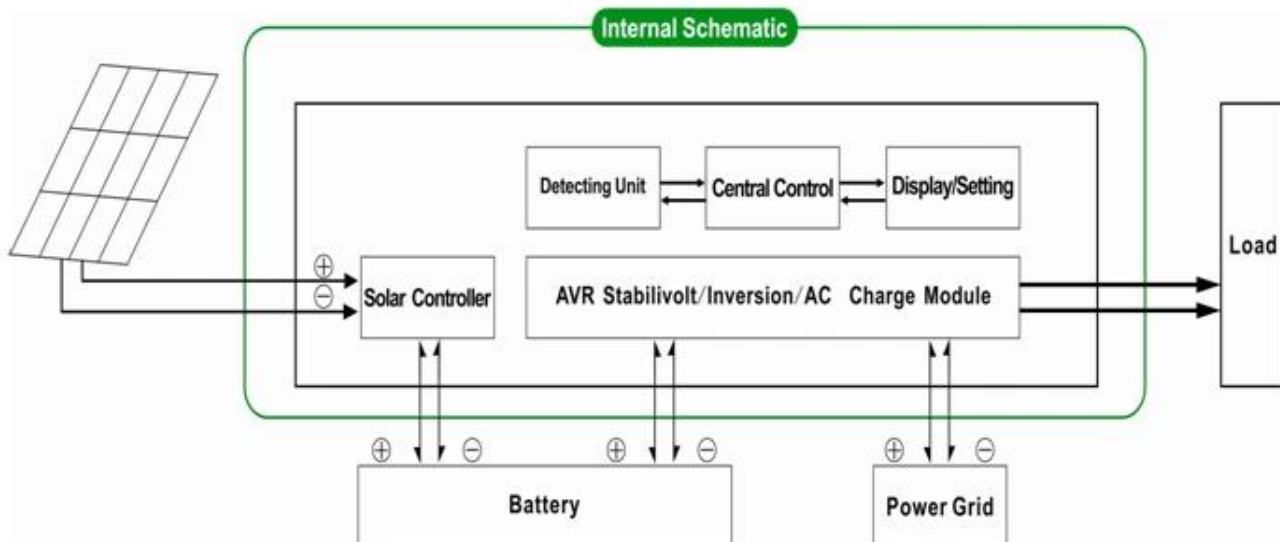 Internal Schematic
Detecting Unit
Central Control
Display/Setting
Load
⊕
⊖
Solar Controller
AVR Stabilivolt/Inversion/AC Charge Module
⊕ ⊖ ⊕ ⊖ ⊕ ⊖
Battery
Power Grid